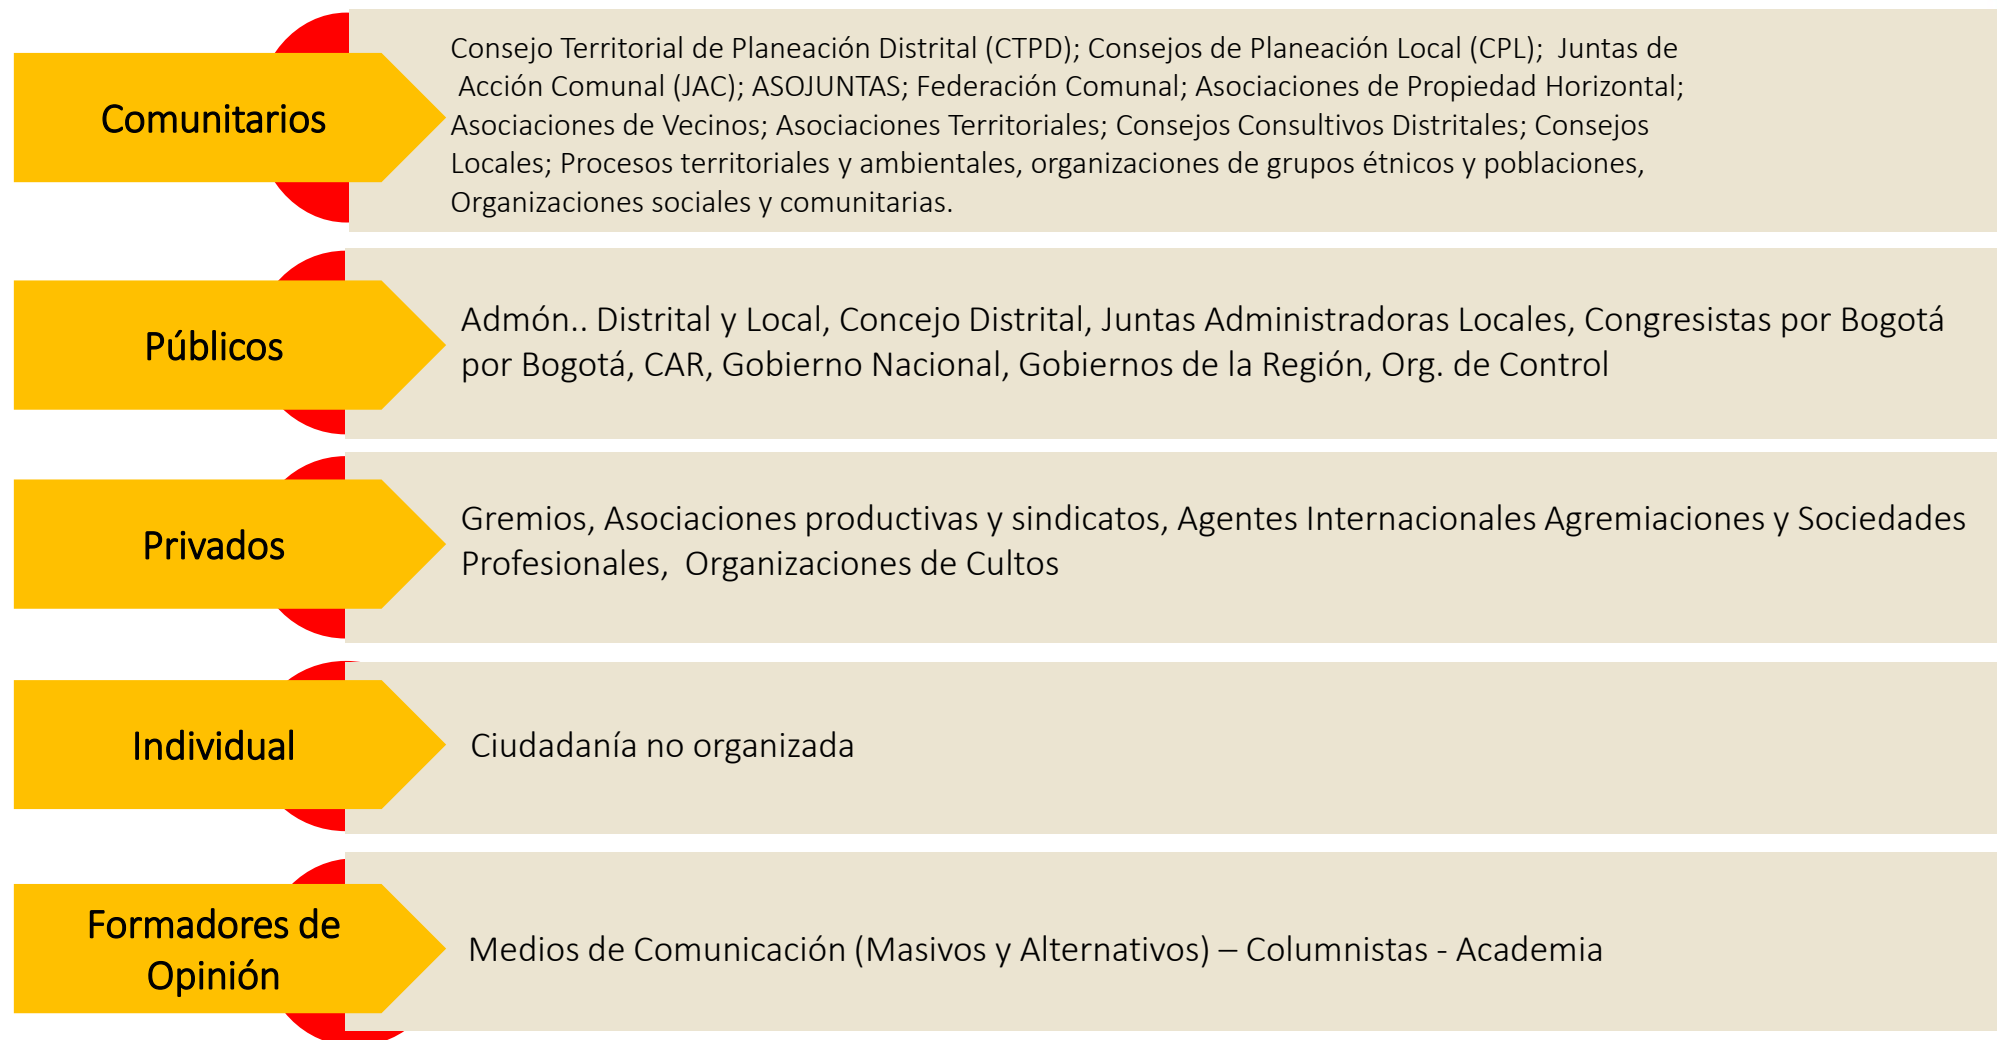 Comunitarios
Consejo Territorial de Planeación Distrital (CTPD); Consejos de Planeación Local (CPL);  Juntas de
Acción Comunal (JAC); ASOJUNTAS; Federación Comunal; Asociaciones de Propiedad Horizontal;
Asociaciones de Vecinos; Asociaciones Territoriales; Consejos Consultivos Distritales; Consejos
Locales; Procesos territoriales y ambientales, organizaciones de grupos étnicos y poblaciones,
Organizaciones sociales y comunitarias.
Públicos
Admón.. Distrital y Local, Concejo Distrital, Juntas Administradoras Locales, Congresistas por Bogotá
por Bogotá, CAR, Gobierno Nacional, Gobiernos de la Región, Org. de Control
Privados
Gremios, Asociaciones productivas y sindicatos, Agentes Internacionales Agremiaciones y Sociedades
Profesionales,  Organizaciones de Cultos
Individual
Ciudadanía no organizada
Formadores de
Opinión
Medios de Comunicación (Masivos y Alternativos) – Columnistas - Academia